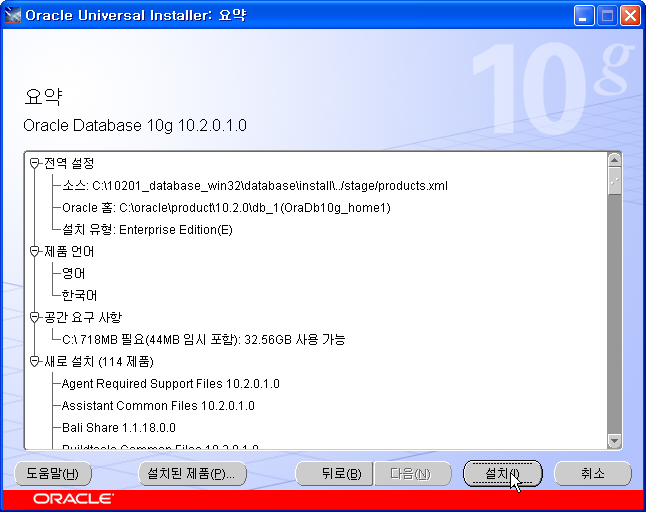 Oracle Universal Installer: 요약
10g
요약
Oracle Database 10g 10.2.0.1.0
전역 설정
소스: C:\10201_database_win32\database\install\../stage/products.xml
Oracle 홈: C:\oracle\product\10.2.0\db_1(OraDb10g_home1)
설치 유형: Enterprise Edition(E)
제품 언어
영어
한국어
공간 요구 사항
C:\ 718MB 필요(44MB 임시 포함): 32.56GB 사용 가능
새로 설치 (114 제품)
Agent Required Support Files 10.2.0.1.0
Assistant Common Files 10.2.0.1.0
Bali Share 1.1.18.0.0
Buildtools Common Files 10.2.0.1.0
도움말(H) 설치된 제품(P)... 뒤로(B) 다음(N) 설치(I) 취소
ORACLE